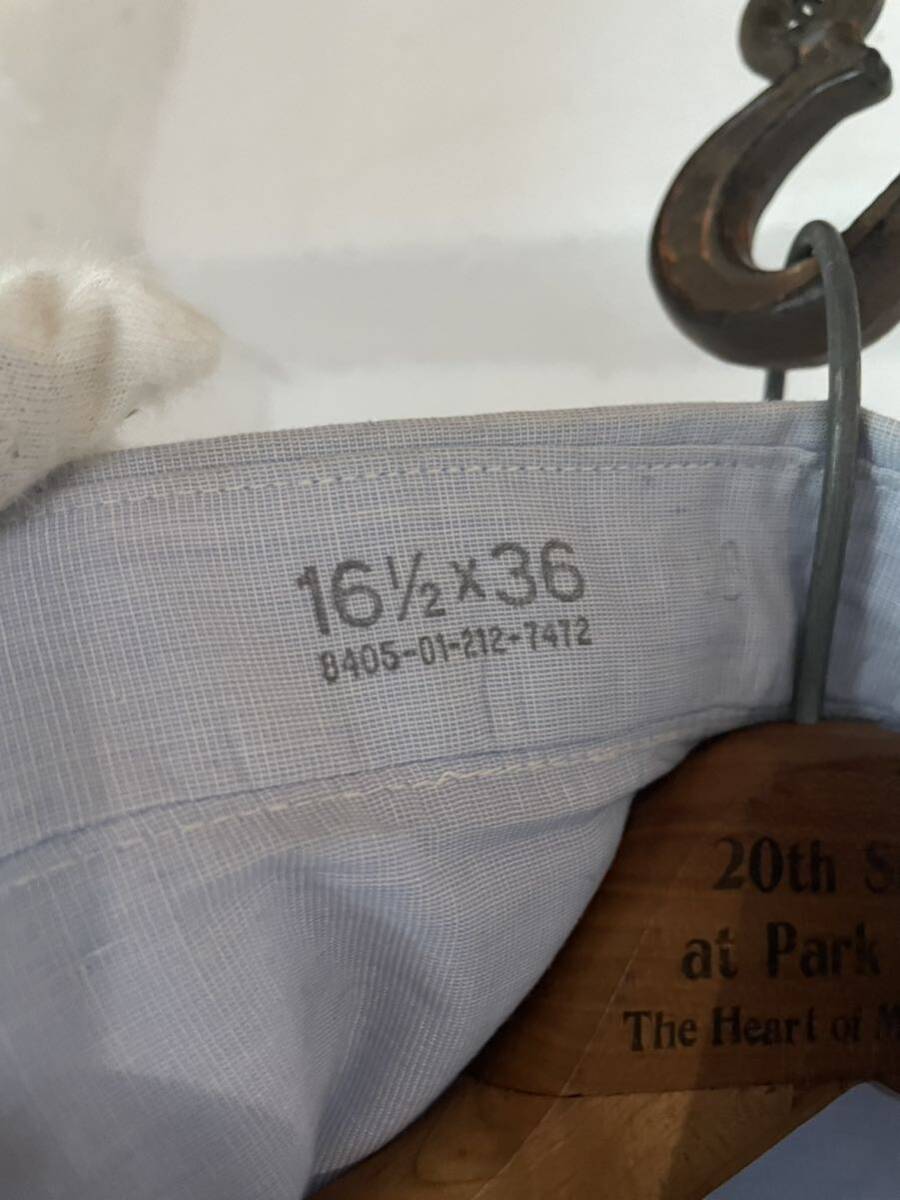 16½x36
8405-01-212-7472
20th S
at Park
The Heart of M